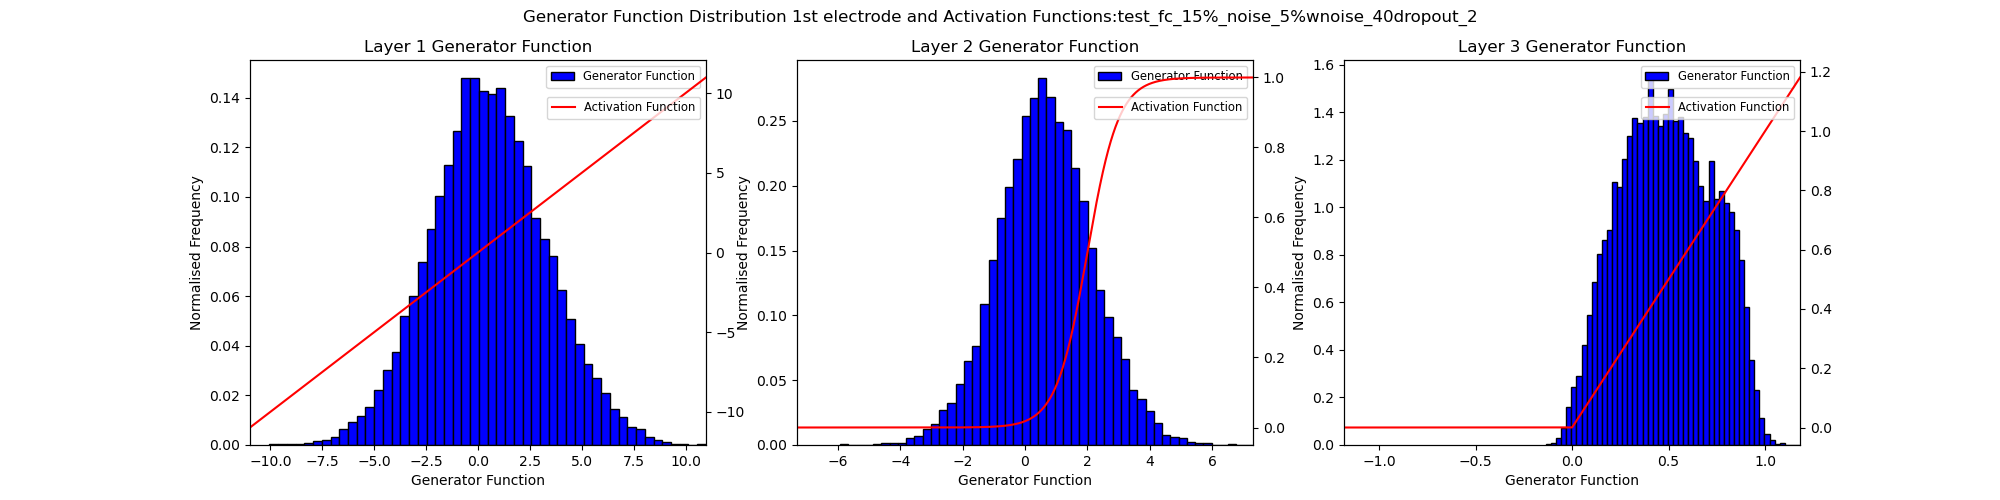 Generator Function Distribution 1st electrode and Activation Functions:test_fc_15%_noise_5%wnoise_40dropout_2
Layer 1 Generator Function
Generator Function
Activation Function
Normalised Frequency
0.14
0.12
0.10
0.08
0.06
0.04
0.02
0.00
10
5
0
−5
−10
−10.0 −7.5 −5.0 −2.5 0.0 2.5 5.0 7.5 10.0
Generator Function
Layer 2 Generator Function
Generator Function
Activation Function
Normalised Frequency
0.25
0.20
0.15
0.10
0.05
0.00
1.0
0.8
0.6
0.4
0.2
0.0
−6 −4 −2 0 2 4 6
Generator Function
Layer 3 Generator Function
Generator Function
Activation Function
Normalised Frequency
1.6
1.4
1.2
1.0
0.8
0.6
0.4
0.2
0.0
1.2
1.0
0.8
0.6
0.4
0.2
0.0
−1.0 −0.5 0.0 0.5 1.0
Generator Function